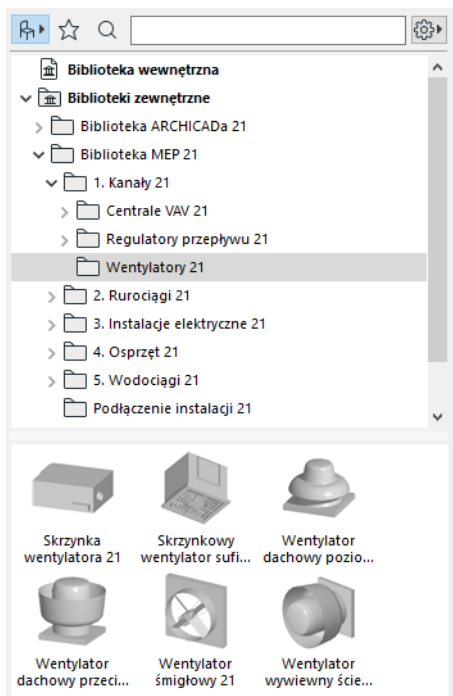 Biblioteka wewnętrzna
Biblioteki zewnętrzne
Biblioteka ARCHICADa 21
Biblioteka MEP 21
1. Kanały 21
Centrale VAV 21
Regulatory przepływu 21
Wentylatory 21
2. Rurociągi 21
3. Instalacje elektryczne 21
4. Osprzęt 21
5. Wodociągi 21
Podłączenie instalacji 21
Skrzynka
wentylatora 21
Skrzynkowy
wentylator sufi...
Wentylator
dachowy pozio...
Wentylator
dachowy przeci...
Wentylator
śmigłowy 21
Wentylator
wywiewny ście...